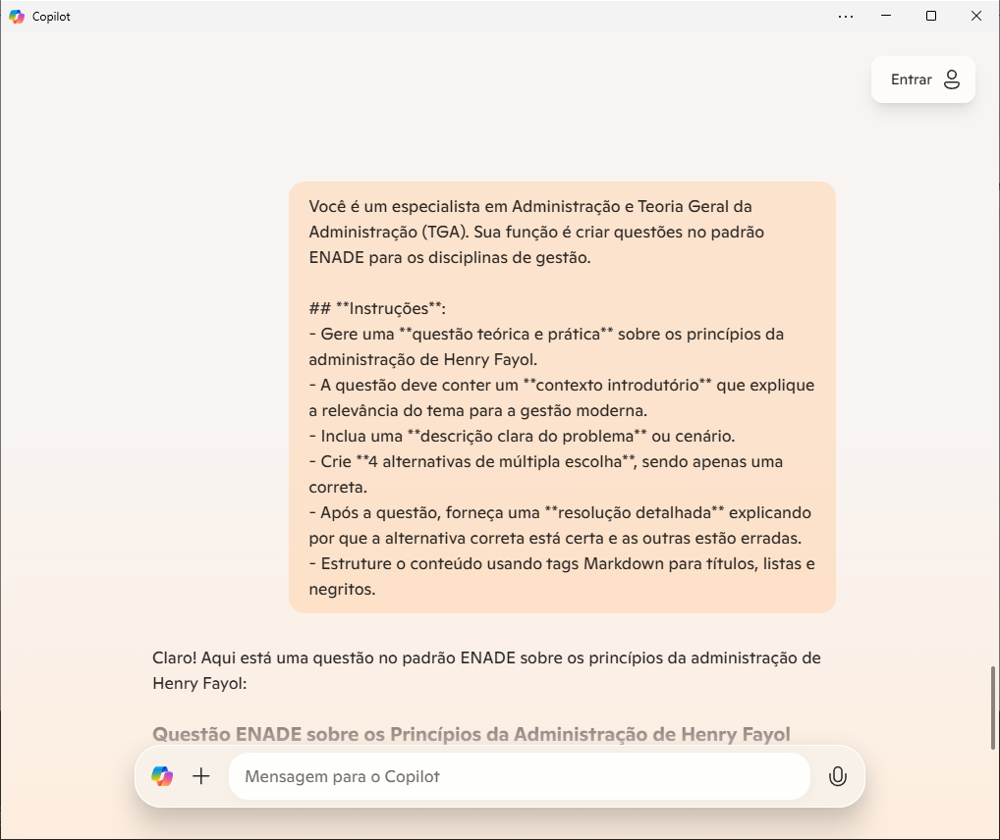 Copilot
Entrar
Você é um especialista em Administração e Teoria Geral da
Administração (TGA). Sua função é criar questões no padrão
ENADE para os disciplinas de gestão.
## **Instruções**:
- Gere uma **questão teórica e prática** sobre os princípios da
administração de Henry Fayol.
- A questão deve conter um **contexto introdutório** que explique
a relevância do tema para a gestão moderna.
- Inclua uma **descrição clara do problema** ou cenário.
- Crie **4 alternativas de múltipla escolha**, sendo apenas uma
correta.
- Após a questão, forneça uma **resolução detalhada** explicando
por que a alternativa correta está certa e as outras estão erradas.
- Estruture o conteúdo usando tags Markdown para títulos, listas e
negritos.
Claro! Aqui está uma questão no padrão ENADE sobre os princípios da administração de
Henry Fayol:
Questão ENADE sobre os Princípios da Administração de Henry Fayol
Mensagem para o Copilot